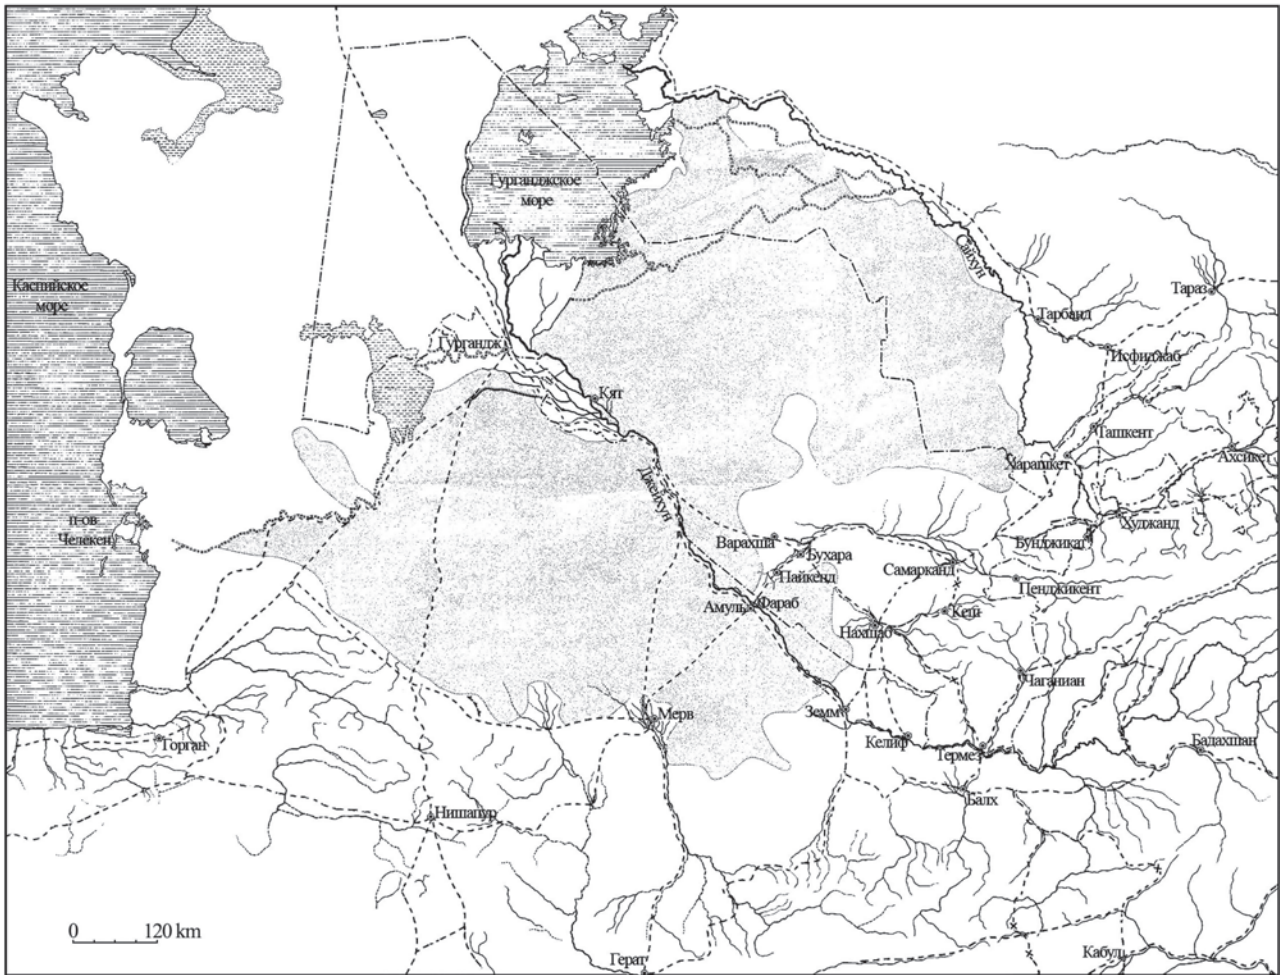 Гурганджское
море
Сайхун
Каспийское
море
Тараз
Тарбанд
Гургандж
Исфиджаб
Кят
Ташкент
Ахсикет
Харашкет
Джейхун
п-ов
Челекен
Худжанд
Варахша
Бунджикат
Бухара
Самарканд
Пайкенд
Пенджикент
Амуль
Фараб
Кеш
Нахшаб
Чаганиан
Земм
Мерв
Горган
Келиф
Бадахшан
Термез
Балх
Нишапур
0 120 km
Герат
Кабул